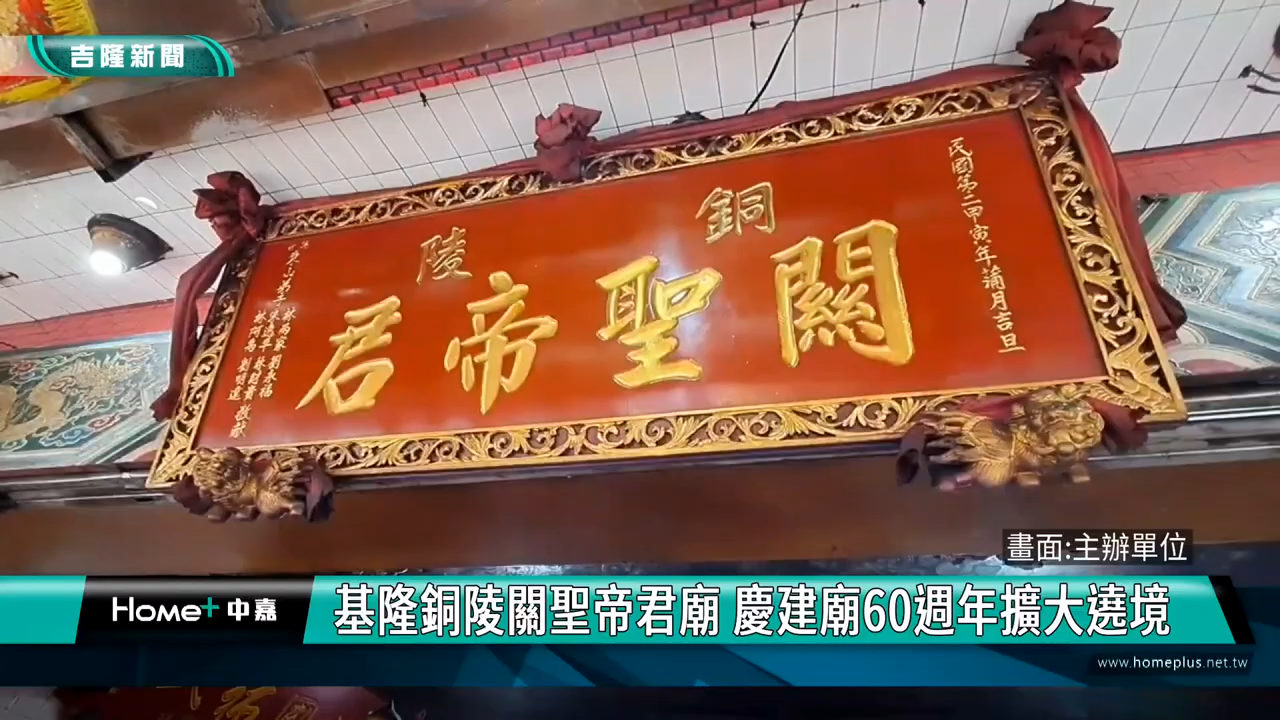 吉隆新聞
民國第二甲寅年蒲月吉旦
銅陵
關聖帝君
敬獻
畫面:主辦單位
Home+中嘉
基隆銅陵關聖帝君廟 慶建廟60週年擴大遶境
www.homeplus.net.tw